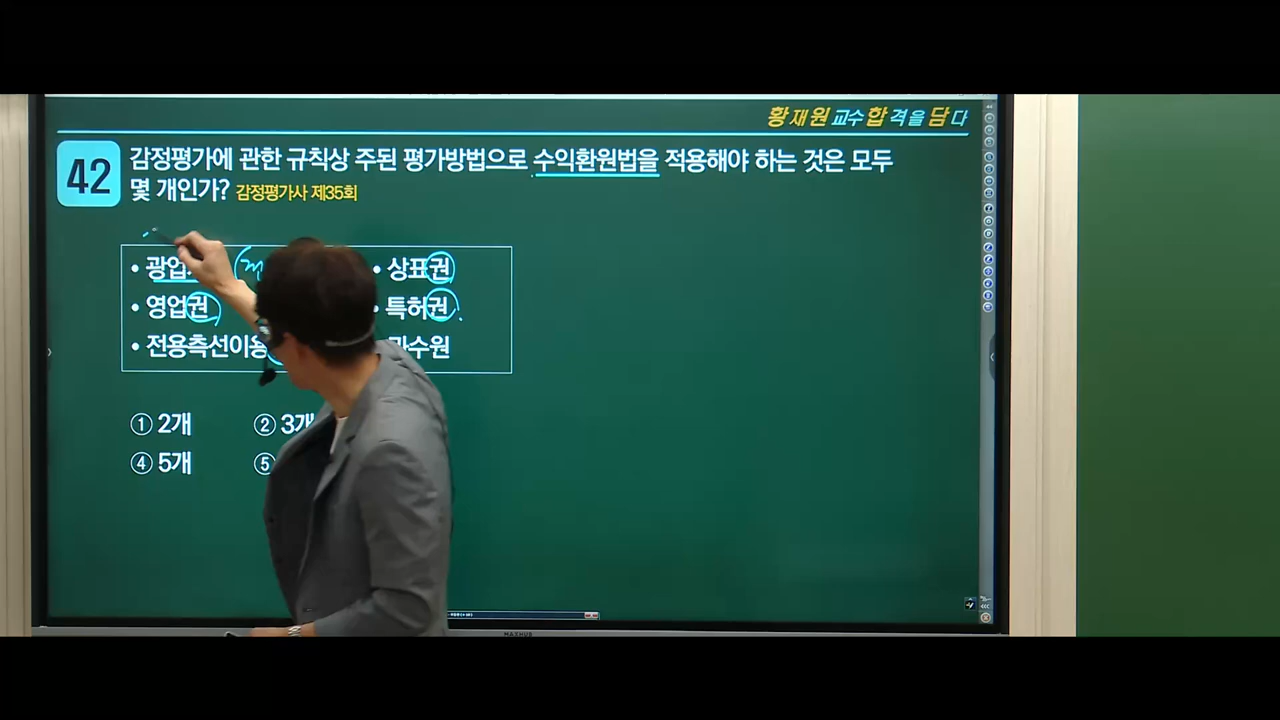 황재원 교수 합격을 담다
42 감정평가에 관한 규칙상 주된 평가방법으로 수익환원법을 적용해야 하는 것은 모두
몇 개인가? 감정평가사 제35회
• 광업 • 상표권
• 영업권 • 특허권
• 전용측선이용 과수원
① 2개 ② 3개
④ 5개 ⑤
MAXHUB